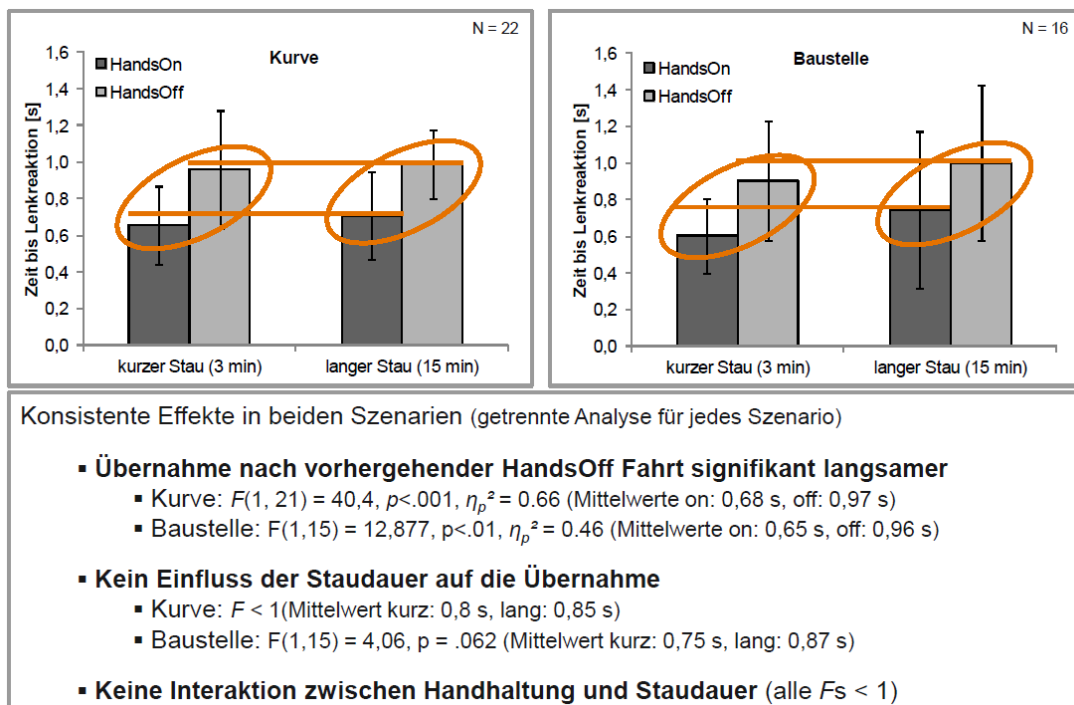 N = 22
Kurve
HandsOn
HandsOff
Zeit bis Lenkreaktion [s]
1,6
1,4
1,2
1,0
0,8
0,6
0,4
0,2
0,0
kurzer Stau (3 min)
langer Stau (15 min)
N = 16
Baustelle
HandsOn
HandsOff
Zeit bis Lenkreaktion [s]
1,6
1,4
1,2
1,0
0,8
0,6
0,4
0,2
0,0
kurzer Stau (3 min)
langer Stau (15 min)
Konsistente Effekte in beiden Szenarien (getrennte Analyse für jedes Szenario)
▪ Übernahme nach vorhergehender HandsOff Fahrt signifikant langsamer
▪ Kurve: F(1, 21) = 40,4, p<.001, ηp² = 0.66 (Mittelwerte on: 0,68 s, off: 0,97 s)
▪ Baustelle: F(1,15) = 12,877, p<.01, ηp² = 0.46 (Mittelwerte on: 0,65 s, off: 0,96 s)
▪ Kein Einfluss der Staudauer auf die Übernahme
▪ Kurve: F < 1(Mittelwert kurz: 0,8 s, lang: 0,85 s)
▪ Baustelle: F(1,15) = 4,06, p = .062 (Mittelwert kurz: 0,75 s, lang: 0,87 s)
▪ Keine Interaktion zwischen Handhaltung und Staudauer (alle Fs < 1)